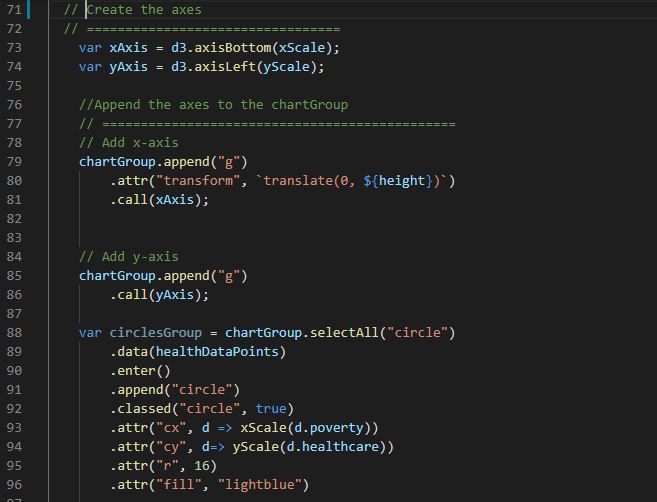 71 // Create the axes
72 // ===============================
73 var xAxis = d3.axisBottom(xScale);
74 var yAxis = d3.axisLeft(yScale);
75
76 //Append the axes to the chartGroup
77 // ===========================================
78 // Add x-axis
79 chartGroup.append("g")
80 .attr("transform", `translate(0, ${height})`)
81 .call(xAxis);
82
83
84 // Add y-axis
85 chartGroup.append("g")
86 .call(yAxis);
87
88 var circlesGroup = chartGroup.selectAll("circle")
89 .data(healthDataPoints)
90 .enter()
91 .append("circle")
92 .classed("circle", true)
93 .attr("cx", d => xScale(d.poverty))
94 .attr("cy", d=> yScale(d.healthcare))
95 .attr("r", 16)
96 .attr("fill", "lightblue")